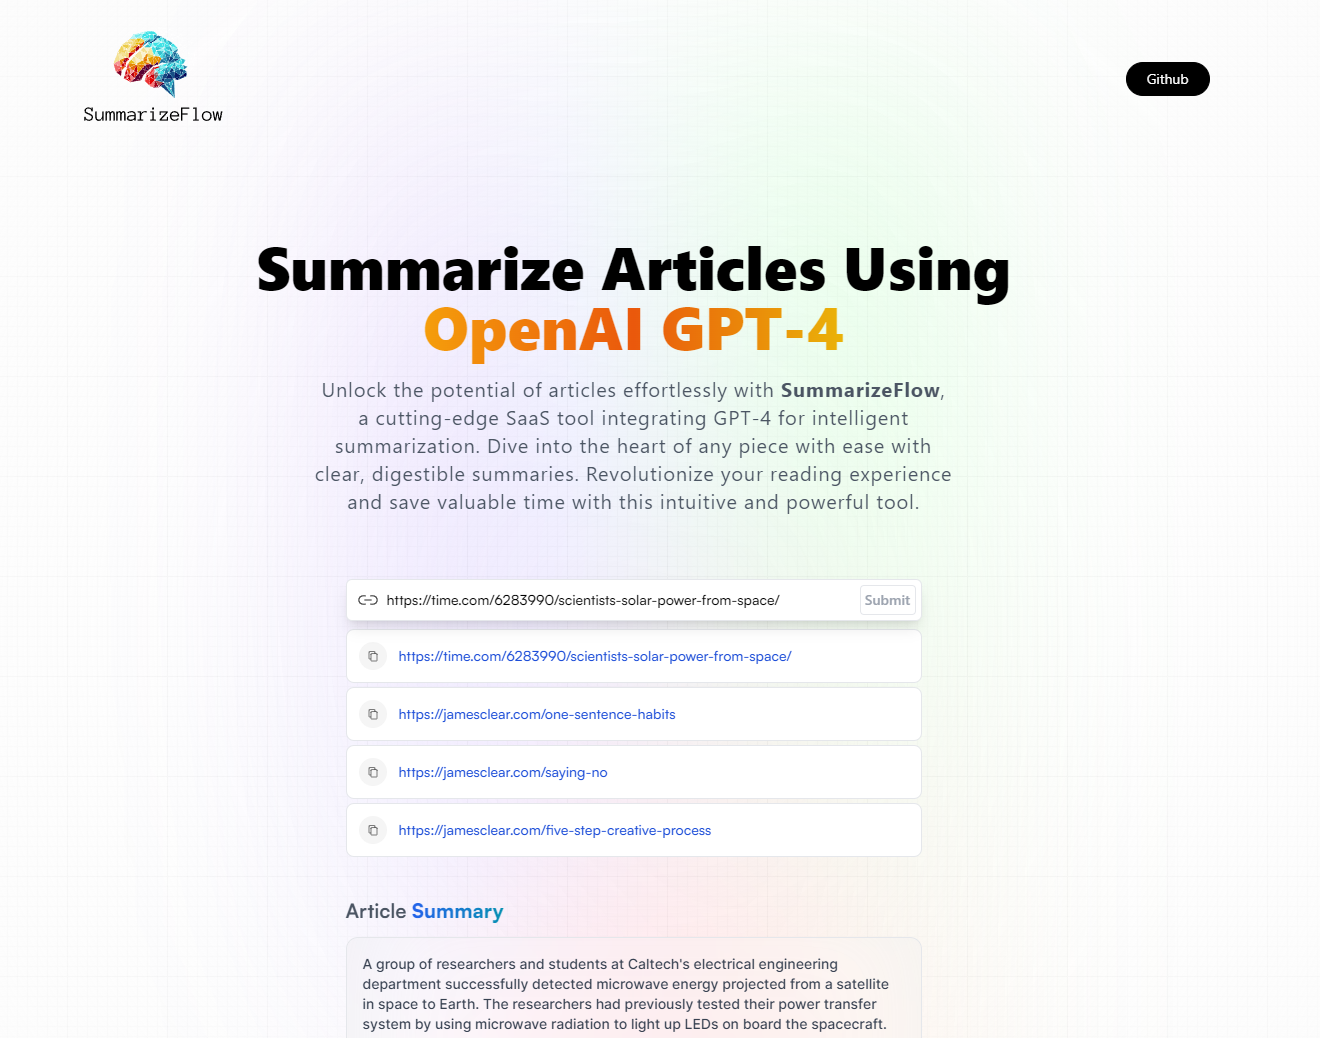 SummarizeFlow
Github
Summarize Articles Using
OpenAI GPT-4
Unlock the potential of articles effortlessly with SummarizeFlow,
a cutting-edge SaaS tool integrating GPT-4 for intelligent
summarization. Dive into the heart of any piece with ease with
clear, digestible summaries. Revolutionize your reading experience
and save valuable time with this intuitive and powerful tool.
https://time.com/6283990/scientists-solar-power-from-space/ Submit
https://time.com/6283990/scientists-solar-power-from-space/
https://jamesclear.com/one-sentence-habits
https://jamesclear.com/saying-no
https://jamesclear.com/five-step-creative-process
Article Summary
A group of researchers and students at Caltech's electrical engineering
department successfully detected microwave energy projected from a satellite
in space to Earth. The researchers had previously tested their power transfer
system by using microwave radiation to light up LEDs on board the spacecraft.